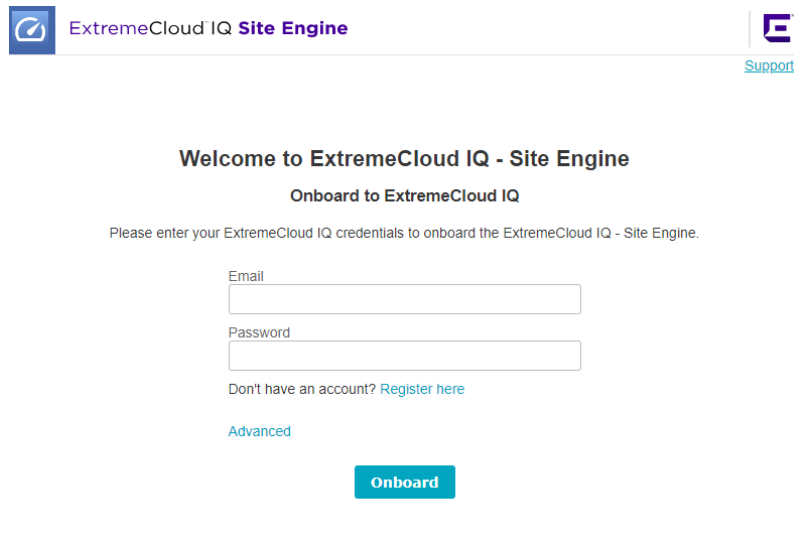 ExtremeCloud™ IQ Site Engine
Support
Welcome to ExtremeCloud IQ - Site Engine
Onboard to ExtremeCloud IQ
Please enter your ExtremeCloud IQ credentials to onboard the ExtremeCloud IQ - Site Engine.
Email
Password
Don't have an account? Register here
Advanced
Onboard